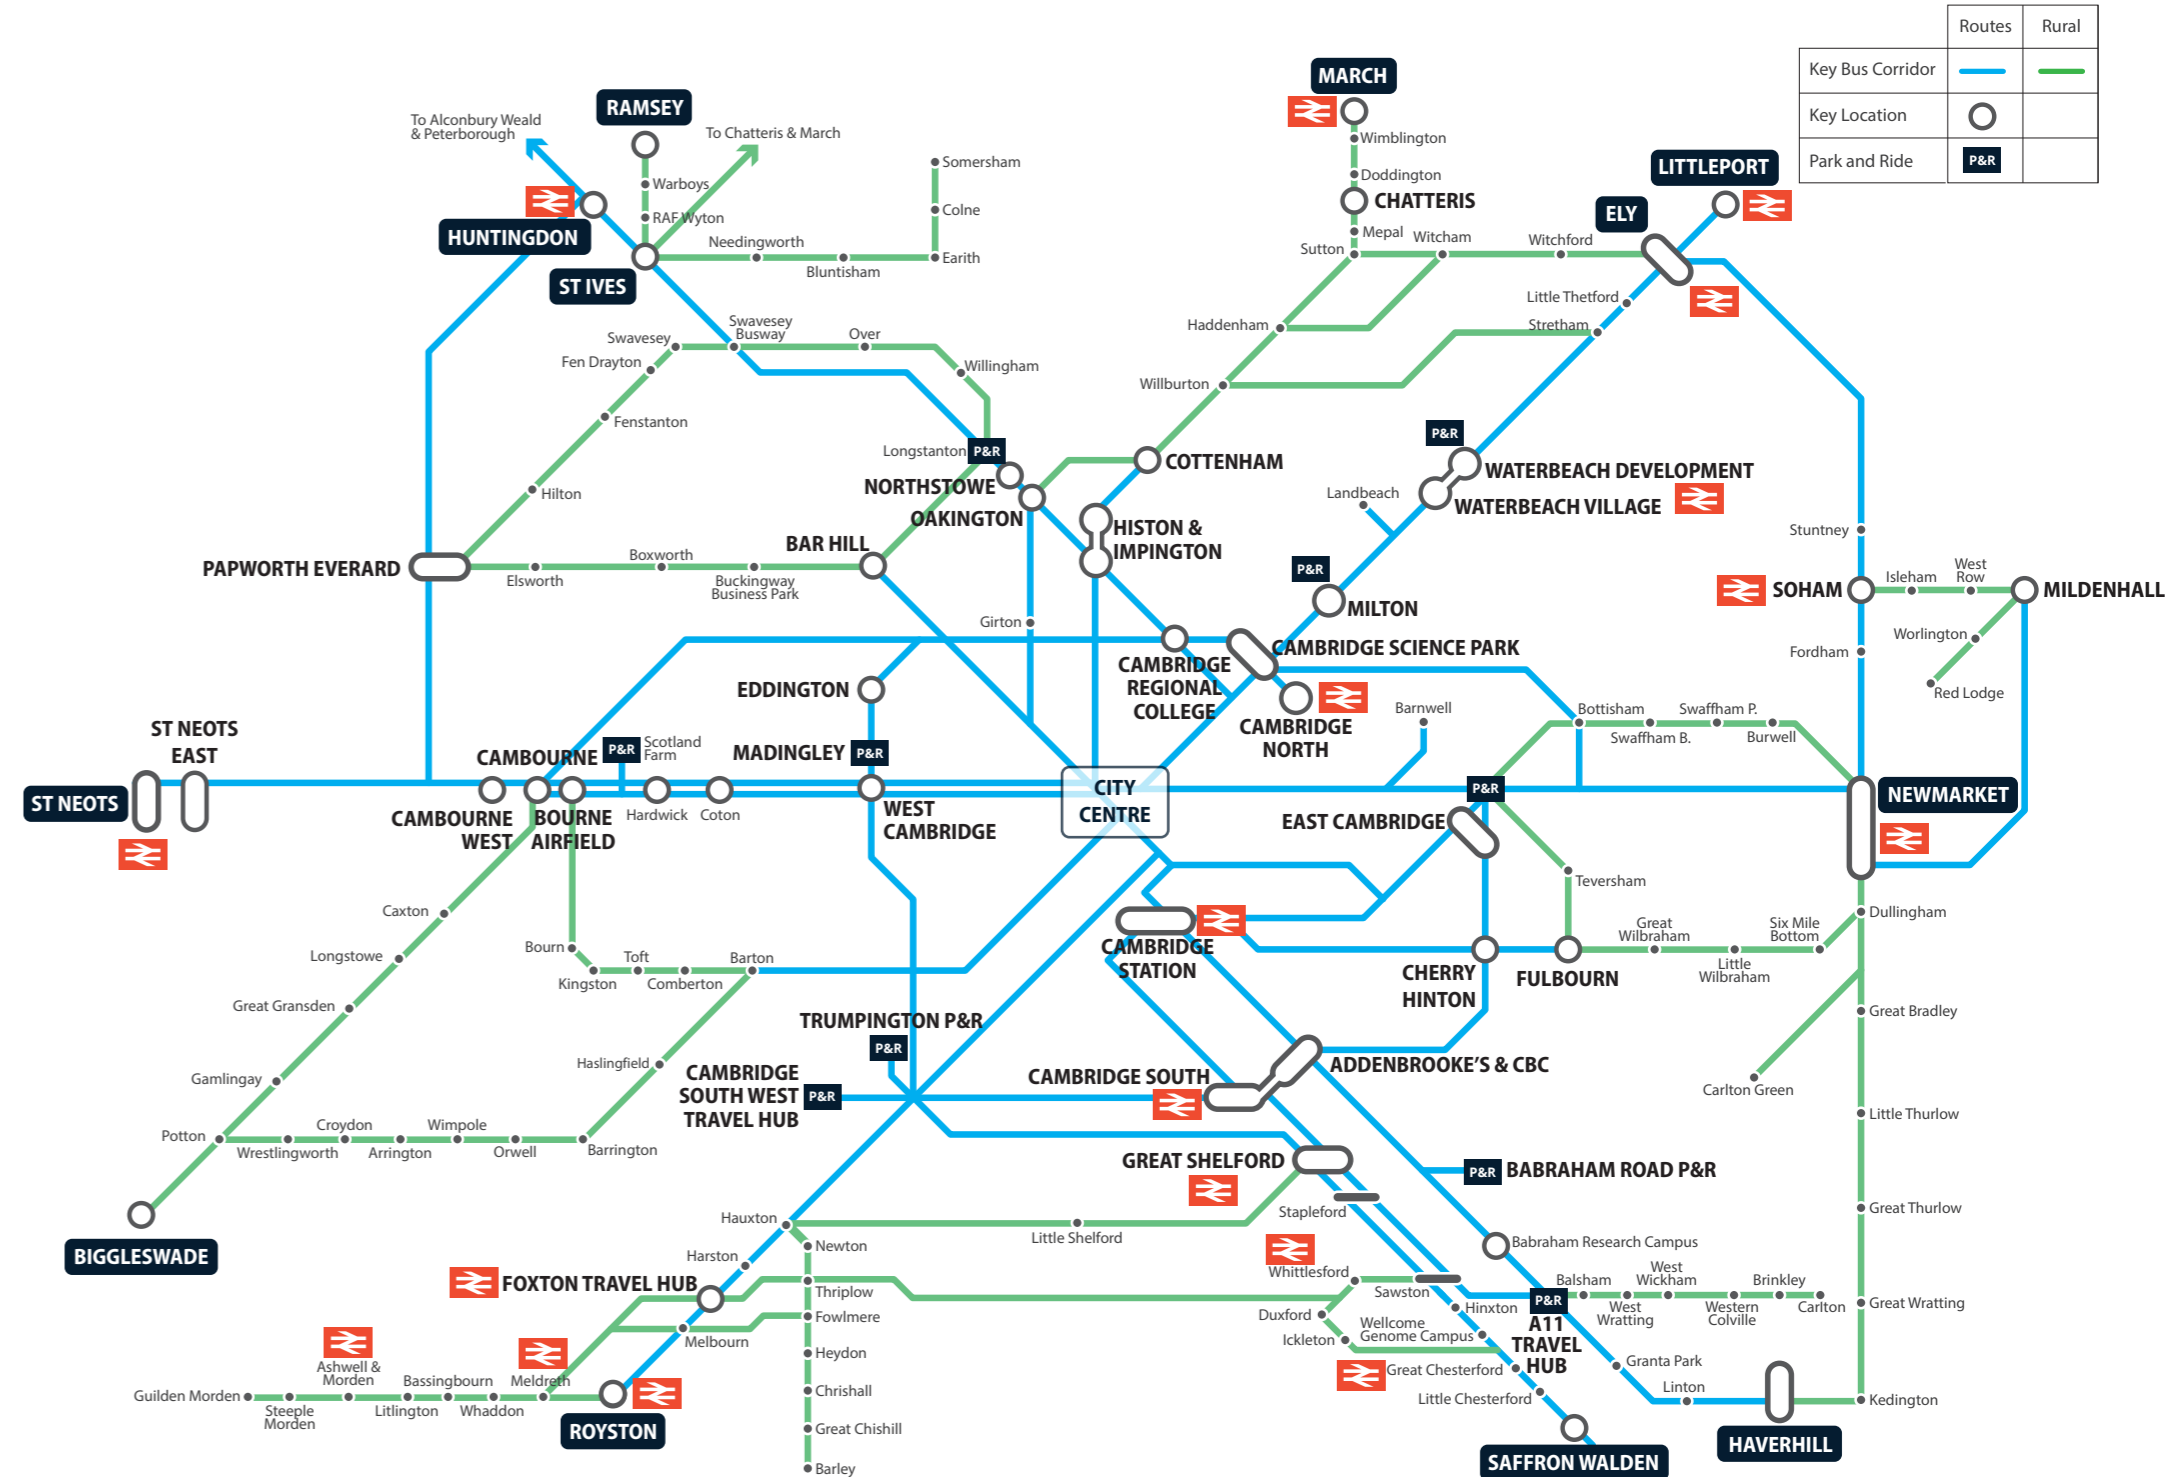 Routes
Rural
Key Bus Corridor
Key Location
Park and Ride
P&R
MARCH
Wimblington
Doddington
CHATTERIS
Mepal
Sutton
Witcham
Witchford
LITTLEPORT
ELY
Little Thetford
Stretham
Haddenham
Willburton
To Alconbury Weald
& Peterborough
RAMSEY
To Chatteris & March
Warboys
RAF Wyton
HUNTINGDON
ST IVES
Needingworth
Bluntisham
Somersham
Colne
Earith
Swavesey
Swavesey
Busway
Over
Willingham
Fen Drayton
Fenstanton
Hilton
Longstanton
P&R
NORTHSTOWE
OAKINGTON
COTTENHAM
HISTON &
IMPINGTON
P&R
WATERBEACH DEVELOPMENT
WATERBEACH VILLAGE
Landbeach
P&R
MILTON
PAPWORTH EVERARD
Elsworth
Boxworth
Buckingway
Business Park
BAR HILL
Girton
Stuntney
SOHAM
Isleham
West
Row
MILDENHALL
Worlington
Red Lodge
Fordham
CAMBRIDGE SCIENCE PARK
CAMBRIDGE
REGIONAL
COLLEGE
CAMBRIDGE
NORTH
EDDINGTON
MADINGLEY
P&R
Barnwell
Bottisham
Swaffham B.
Swaffham P.
Burwell
ST NEOTS
EAST
ST NEOTS
CAMBOURNE
P&R
Scotland
Farm
CAMBOURNE
WEST
BOURNE
AIRFIELD
Hardwick
Coton
WEST
CAMBRIDGE
CITY
CENTRE
P&R
NEWMARKET
EAST CAMBRIDGE
Teversham
Caxton
Longstowe
Great Gransden
Gamlingay
Potton
Bourn
Kingston
Toft
Comberton
Barton
CAMBRIDGE
STATION
CHERRY
HINTON
FULBOURN
Great
Wilbraham
Little
Wilbraham
Six Mile
Bottom
Dullingham
Great Bradley
Carlton Green
Little Thurlow
Great Thurlow
Great Wratting
Kedington
TRUMPINGTON P&R
P&R
CAMBRIDGE
SOUTH WEST
TRAVEL HUB
P&R
CAMBRIDGE SOUTH
ADDENBROOKE'S & CBC
Haslingfield
Wrestlingworth
Croydon
Arrington
Wimpole
Orwell
Barrington
BIGGLESWADE
GREAT SHELFORD
P&R
BABRAHAM ROAD P&R
Stapleford
Hauxton
Little Shelford
Newton
Harston
FOXTON TRAVEL HUB
Thriplow
Fowlmere
Melbourn
Heydon
Chrishall
Great Chishill
Barley
Whittlesford
Sawston
Duxford
Ickleton
Hinxton
Wellcome
Genome Campus
Great Chesterford
Little Chesterford
Babraham Research Campus
P&R
A11
TRAVEL
HUB
Balsham
West
Wratting
West
Wickham
Western
Colville
Brinkley
Carlton
Granta Park
Linton
HAVERHILL
SAFFRON WALDEN
Guilden Morden
Steeple
Morden
Ashwell &
Morden
Litlington
Bassingbourn
Whaddon
Meldreth
ROYSTON